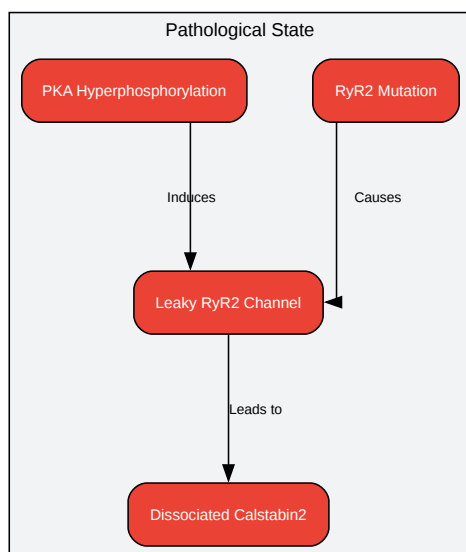 Pathological State
PKA Hyperphosphorylation
RyR2 Mutation
Induces
Causes
Leaky RyR2 Channel
Leads to
Dissociated Calstabin2